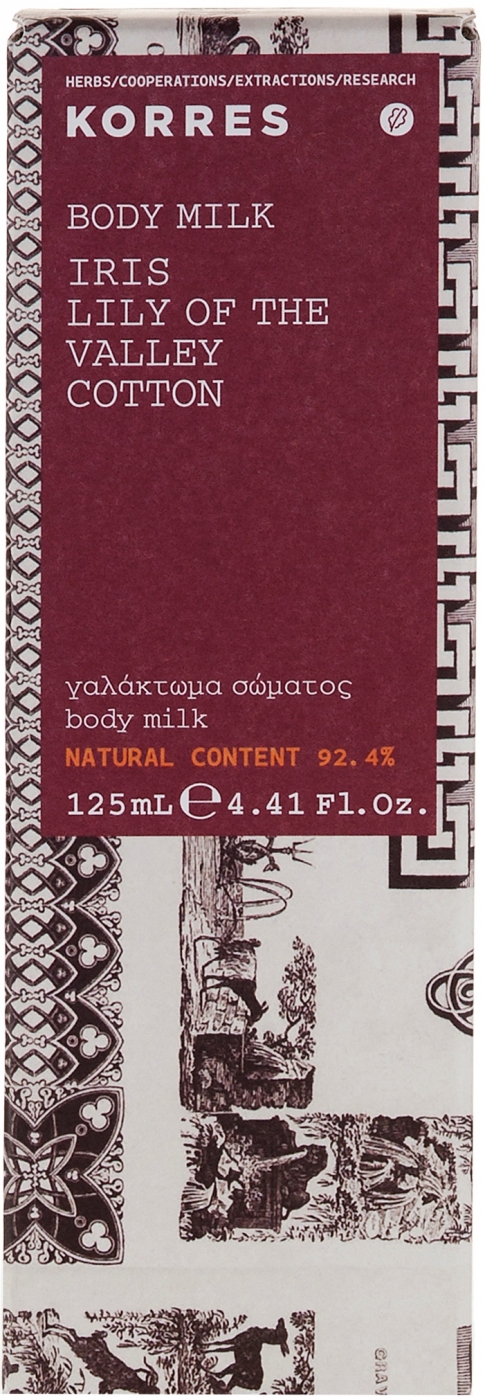 HERBS/COOPERATIONS/EXTRACTIONS/RESEARCH
KORRES
BODY MILK
IRIS
LILY OF THE
VALLEY
COTTON
γαλάκτωμα σώματος
body milk
NATURAL CONTENT 92.4%
125mL ℮ 4.41 Fl.Oz.